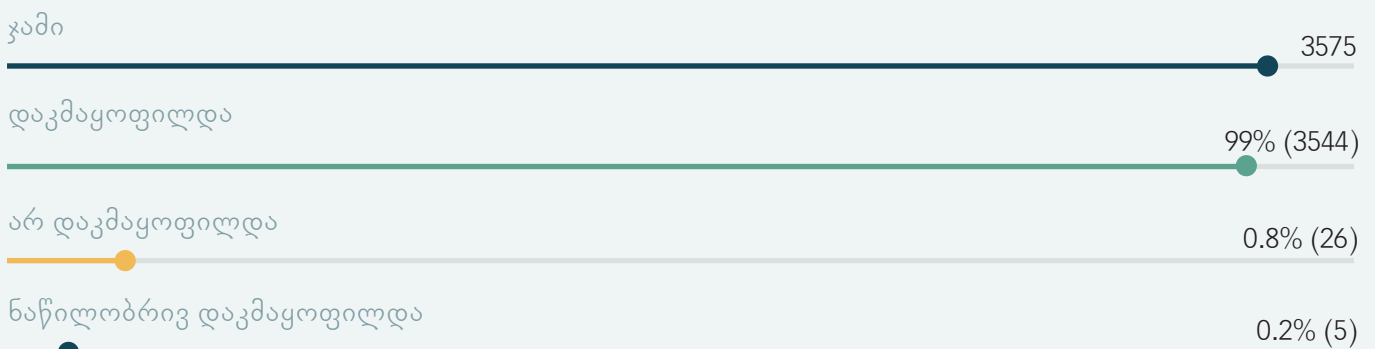 ჯამი
3575
დაკმაყოფილდა
99% (3544)
არ დაკმაყოფილდა
0.8% (26)
ნაწილობრივ დაკმაყოფილდა
0.2% (5)